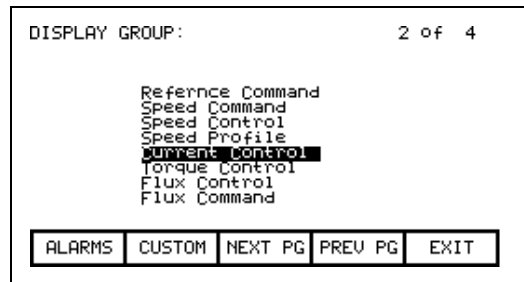 DISPLAY GROUP: 2 of 4
Refernce Command
Speed Command
Speed Control
Speed Profile
Current Control
Torque Control
Flux Control
Flux Command
ALARMS CUSTOM NEXT PG PREV PG EXIT